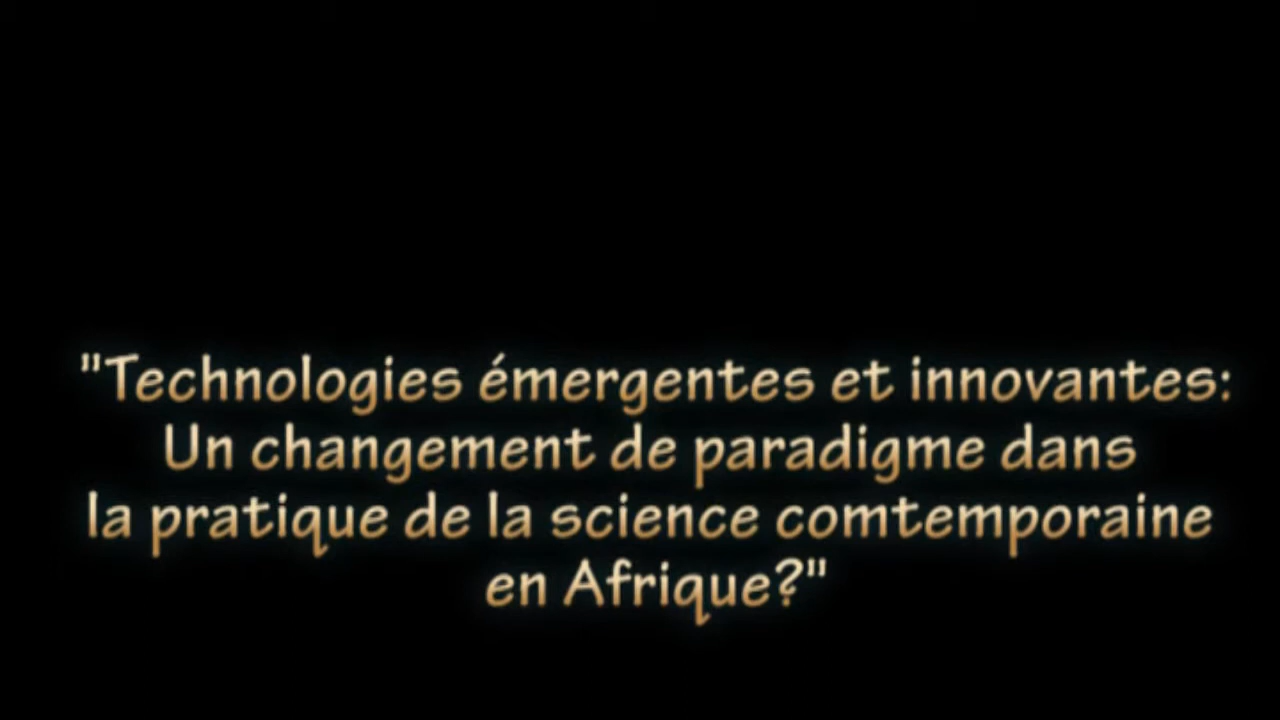 "Technologies émergentes et innovantes:
Un changement de paradigme dans
la pratique de la science comtemporaine
en Afrique?"